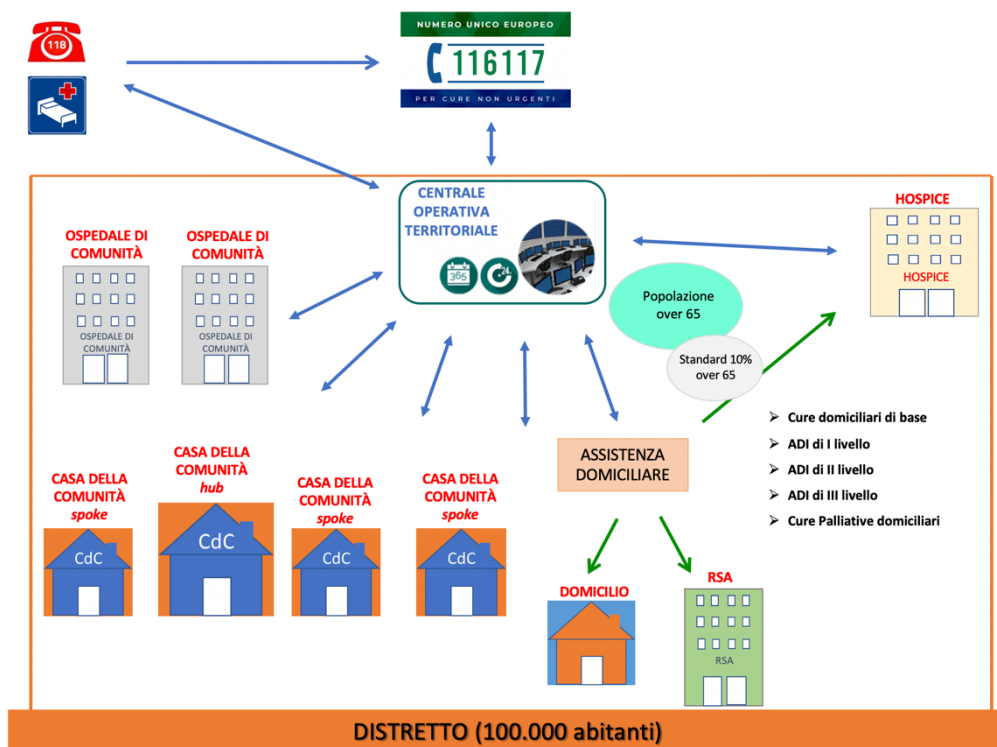 118
NUMERO UNICO EUROPEO
116117
PER CURE NON URGENTI
CENTRALE
OPERATIVA
TERRITORIALE
365
24
OSPEDALE DI
COMUNITÀ
OSPEDALE DI
COMUNITÀ
OSPEDALE DI
COMUNITÀ
OSPEDALE DI
COMUNITÀ
HOSPICE
HOSPICE
Popolazione
over 65
Standard 10%
over 65
➢ Cure domiciliari di base
➢ ADI di I livello
➢ ADI di II livello
➢ ADI di III livello
➢ Cure Palliative domiciliari
ASSISTENZA
DOMICILIARE
CASA DELLA
COMUNITÀ
spoke
CdC
CASA DELLA
COMUNITÀ
hub
CdC
CASA DELLA
COMUNITÀ
spoke
CdC
CASA DELLA
COMUNITÀ
spoke
CdC
DOMICILIO
RSA
RSA
DISTRETTO (100.000 abitanti)